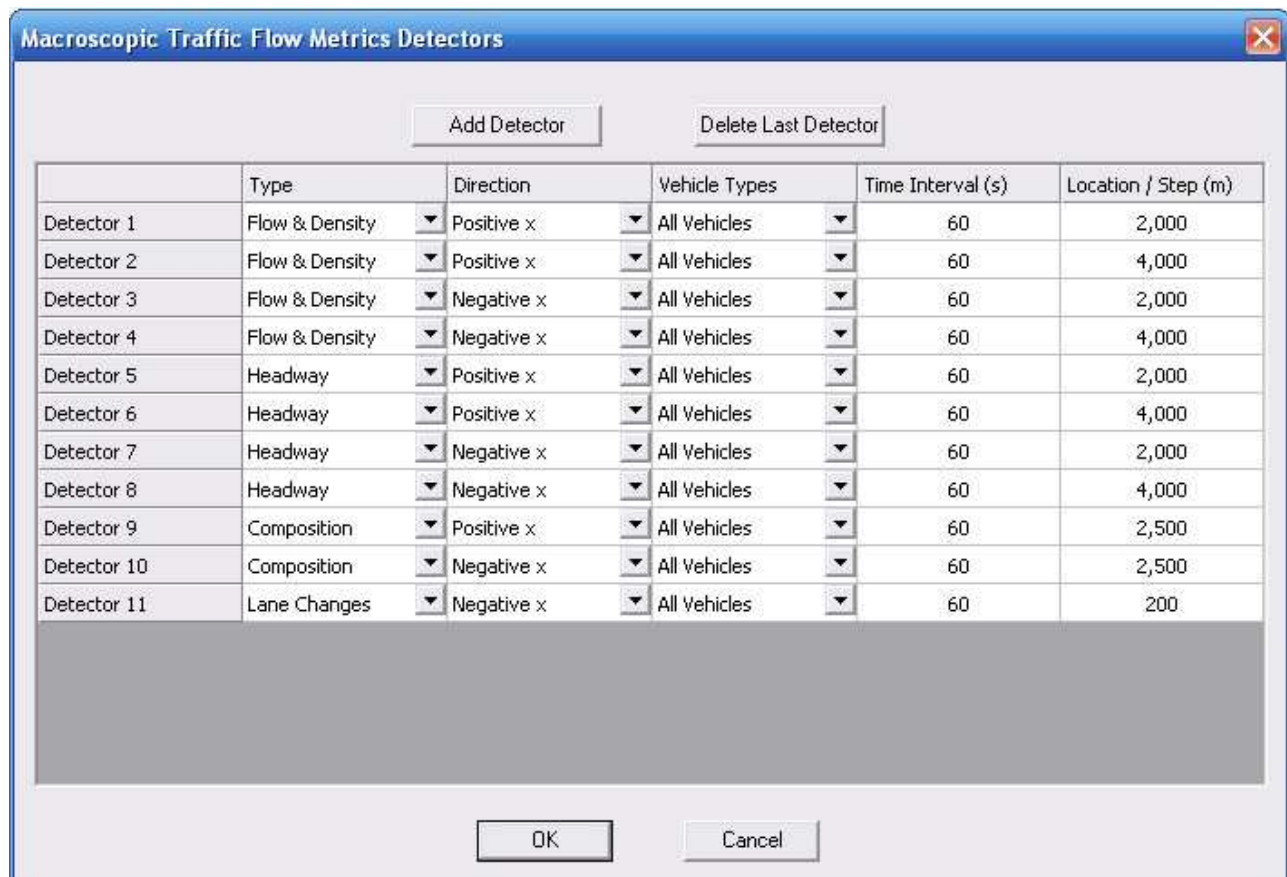 Macroscopic Traffic Flow Metrics Detectors
Add Detector Delete Last Detector
Type Direction Vehicle Types Time Interval (s) Location / Step (m)
Detector 1 Flow & Density Positive x All Vehicles 60 2,000
Detector 2 Flow & Density Positive x All Vehicles 60 4,000
Detector 3 Flow & Density Negative x All Vehicles 60 2,000
Detector 4 Flow & Density Negative x All Vehicles 60 4,000
Detector 5 Headway Positive x All Vehicles 60 2,000
Detector 6 Headway Positive x All Vehicles 60 4,000
Detector 7 Headway Negative x All Vehicles 60 2,000
Detector 8 Headway Negative x All Vehicles 60 4,000
Detector 9 Composition Positive x All Vehicles 60 2,500
Detector 10 Composition Negative x All Vehicles 60 2,500
Detector 11 Lane Changes Negative x All Vehicles 60 200
OK Cancel